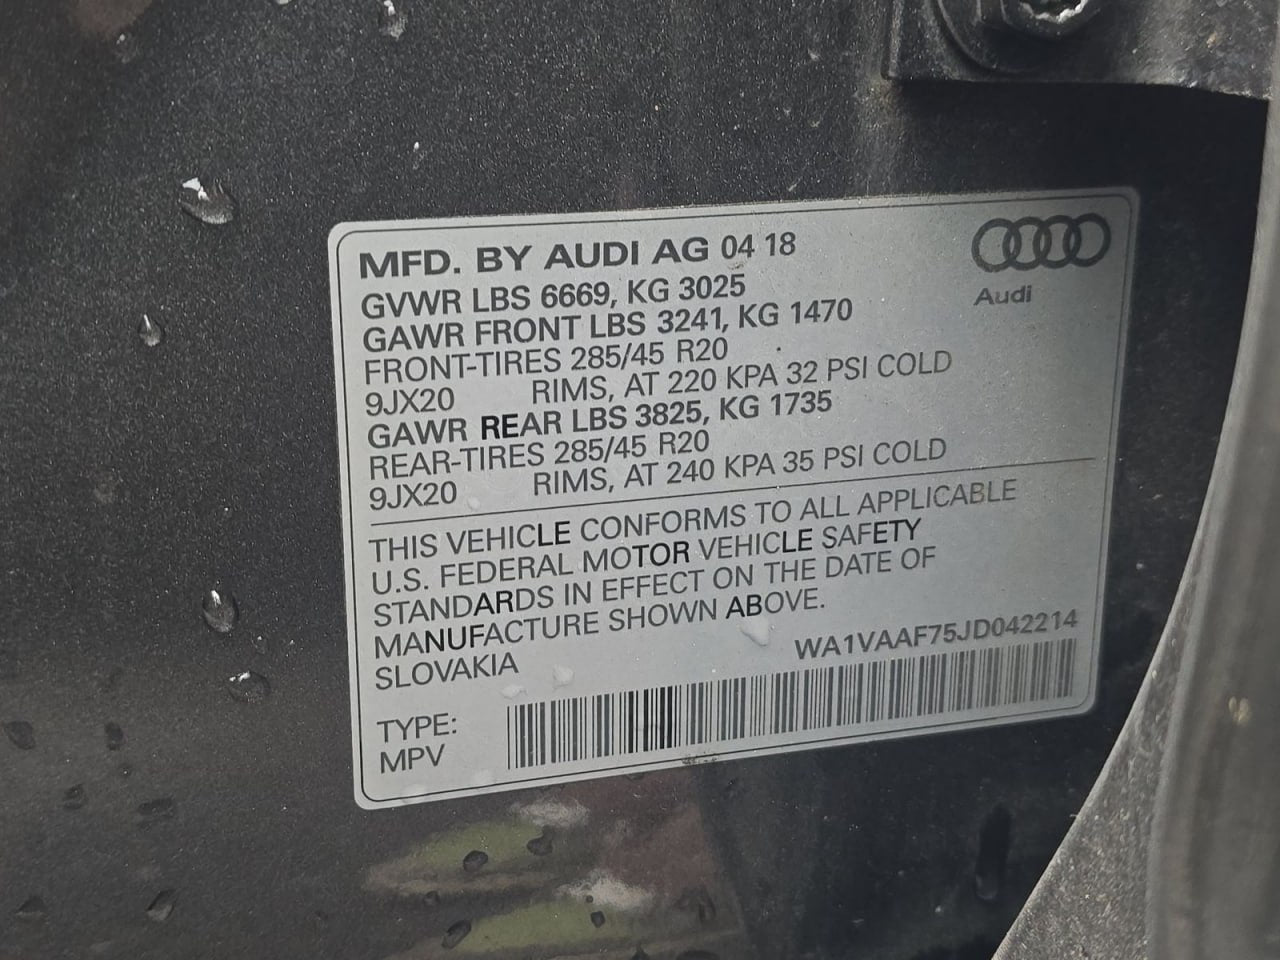 MFD. BY AUDI AG 04 18
GVWR LBS 6669, KG 3025
GAWR FRONT LBS 3241, KG 1470
FRONT-TIRES 285/45 R20
9JX20 RIMS, AT 220 KPA 32 PSI COLD
GAWR REAR LBS 3825, KG 1735
REAR-TIRES 285/45 R20
9JX20 RIMS, AT 240 KPA 35 PSI COLD
Audi
THIS VEHICLE CONFORMS TO ALL APPLICABLE
U.S. FEDERAL MOTOR VEHICLE SAFETY
STANDARDS IN EFFECT ON THE DATE OF
MANUFACTURE SHOWN ABOVE.
SLOVAKIA
WA1VAAF75JD042214
TYPE:
MPV